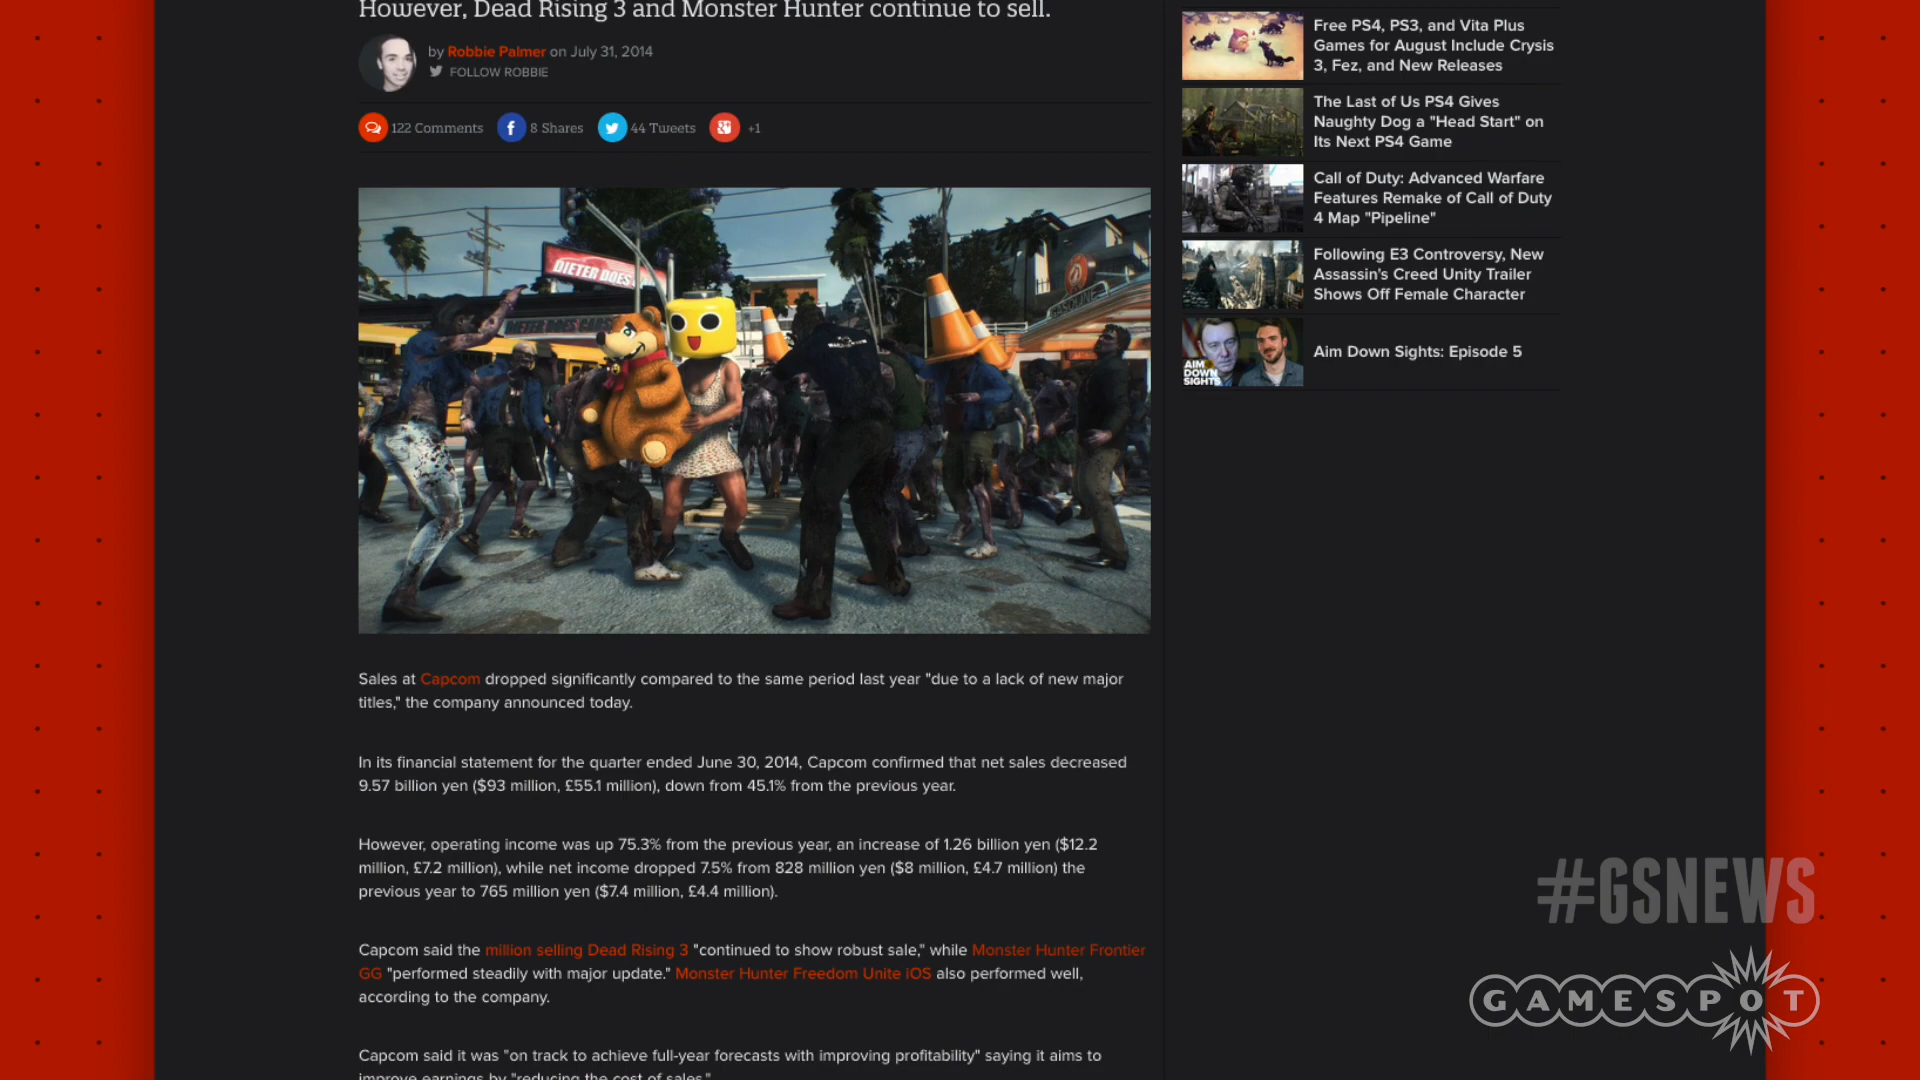 However, Dead Rising 3 and Monster Hunter continue to sell.
by Robbie Palmer on July 31, 2014
FOLLOW ROBBIE
122 Comments 8 Shares 44 Tweets +1
DIETER DOES
DIETER DOES CARS
GASOLINE
Sales at Capcom dropped significantly compared to the same period last year "due to a lack of new major
titles," the company announced today.
In its financial statement for the quarter ended June 30, 2014, Capcom confirmed that net sales decreased
9.57 billion yen ($93 million, £55.1 million), down from 45.1% from the previous year.
However, operating income was up 75.3% from the previous year, an increase of 1.26 billion yen ($12.2
million, £7.2 million), while net income dropped 7.5% from 828 million yen ($8 million, £4.7 million) the
previous year to 765 million yen ($7.4 million, £4.4 million).
Capcom said the million selling Dead Rising 3 "continued to show robust sale," while Monster Hunter Frontier
GG "performed steadily with major update." Monster Hunter Freedom Unite iOS also performed well,
according to the company.
Capcom said it was "on track to achieve full-year forecasts with improving profitability" saying it aims to
improve earnings by "reducing the cost of sales."
Free PS4, PS3, and Vita Plus
Games for August Include Crysis
3, Fez, and New Releases
The Last of Us PS4 Gives
Naughty Dog a "Head Start" on
Its Next PS4 Game
Call of Duty: Advanced Warfare
Features Remake of Call of Duty
4 Map "Pipeline"
Following E3 Controversy, New
Assassin's Creed Unity Trailer
Shows Off Female Character
AIM
DOWN
SIGHTS
Aim Down Sights: Episode 5
#GSNEWS
GAMESPOT